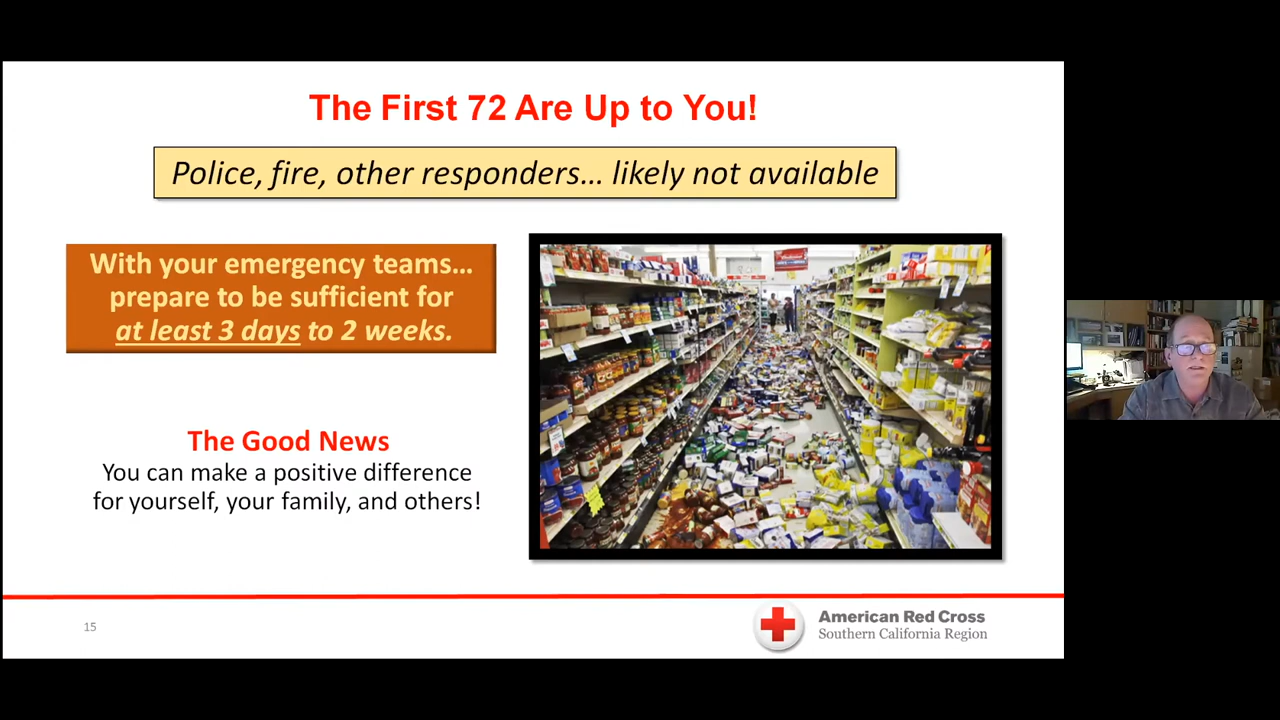 The First 72 Are Up to You!
Police, fire, other responders... likely not available
With your emergency teams...
prepare to be sufficient for
at least 3 days to 2 weeks.
The Good News
You can make a positive difference
for yourself, your family, and others!
15
American Red Cross
Southern California Region